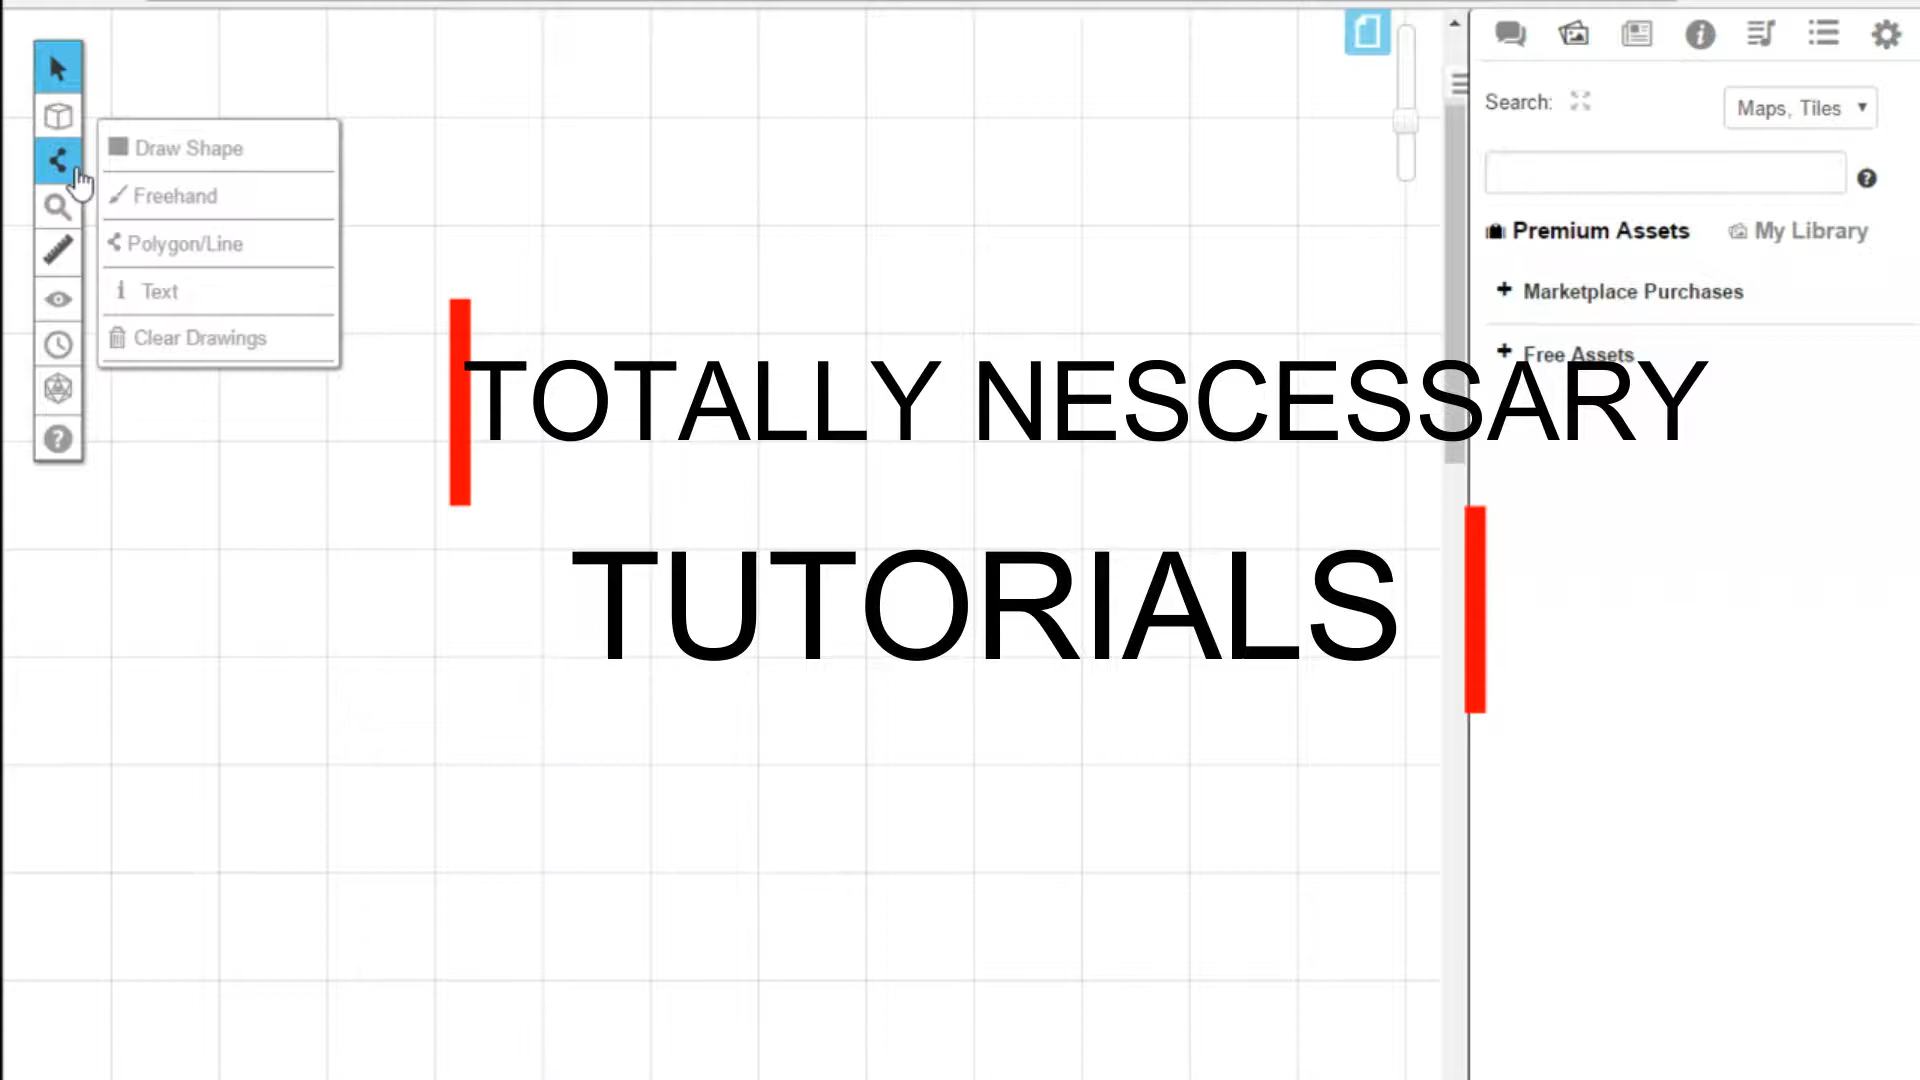 Draw Shape
Freehand
Polygon/Line
Text
Clear Drawings
Search:
Maps, Tiles
Premium Assets
My Library
Marketplace Purchases
Free Assets
TOTALLY NESCESSARY
TUTORIALS